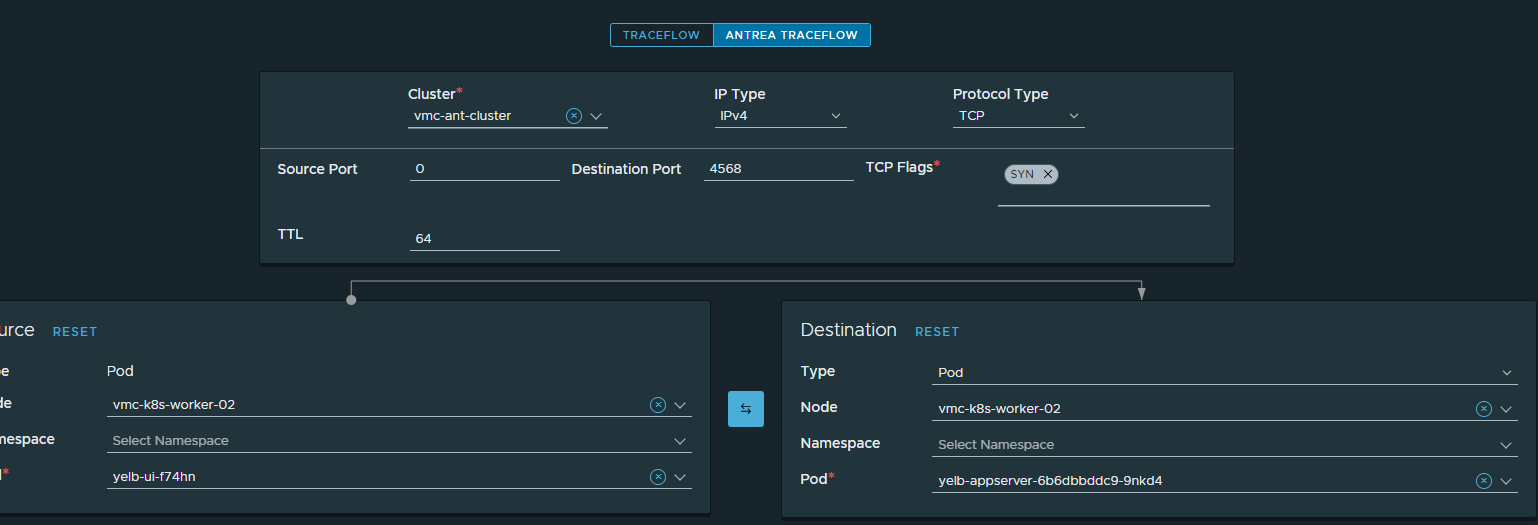 TRACEFLOW ANTREA TRACEFLOW
Cluster* IP Type Protocol Type
vmc-ant-cluster IPv4 TCP
Source Port 0 Destination Port 4568 TCP Flags* SYN
TTL 64
urce RESET
e Pod
de vmc-k8s-worker-02
mespace Select Namespace
* yelb-ui-f74hn
Destination RESET
Type Pod
Node vmc-k8s-worker-02
Namespace Select Namespace
Pod* yelb-appserver-6b6dbbddc9-9nkd4